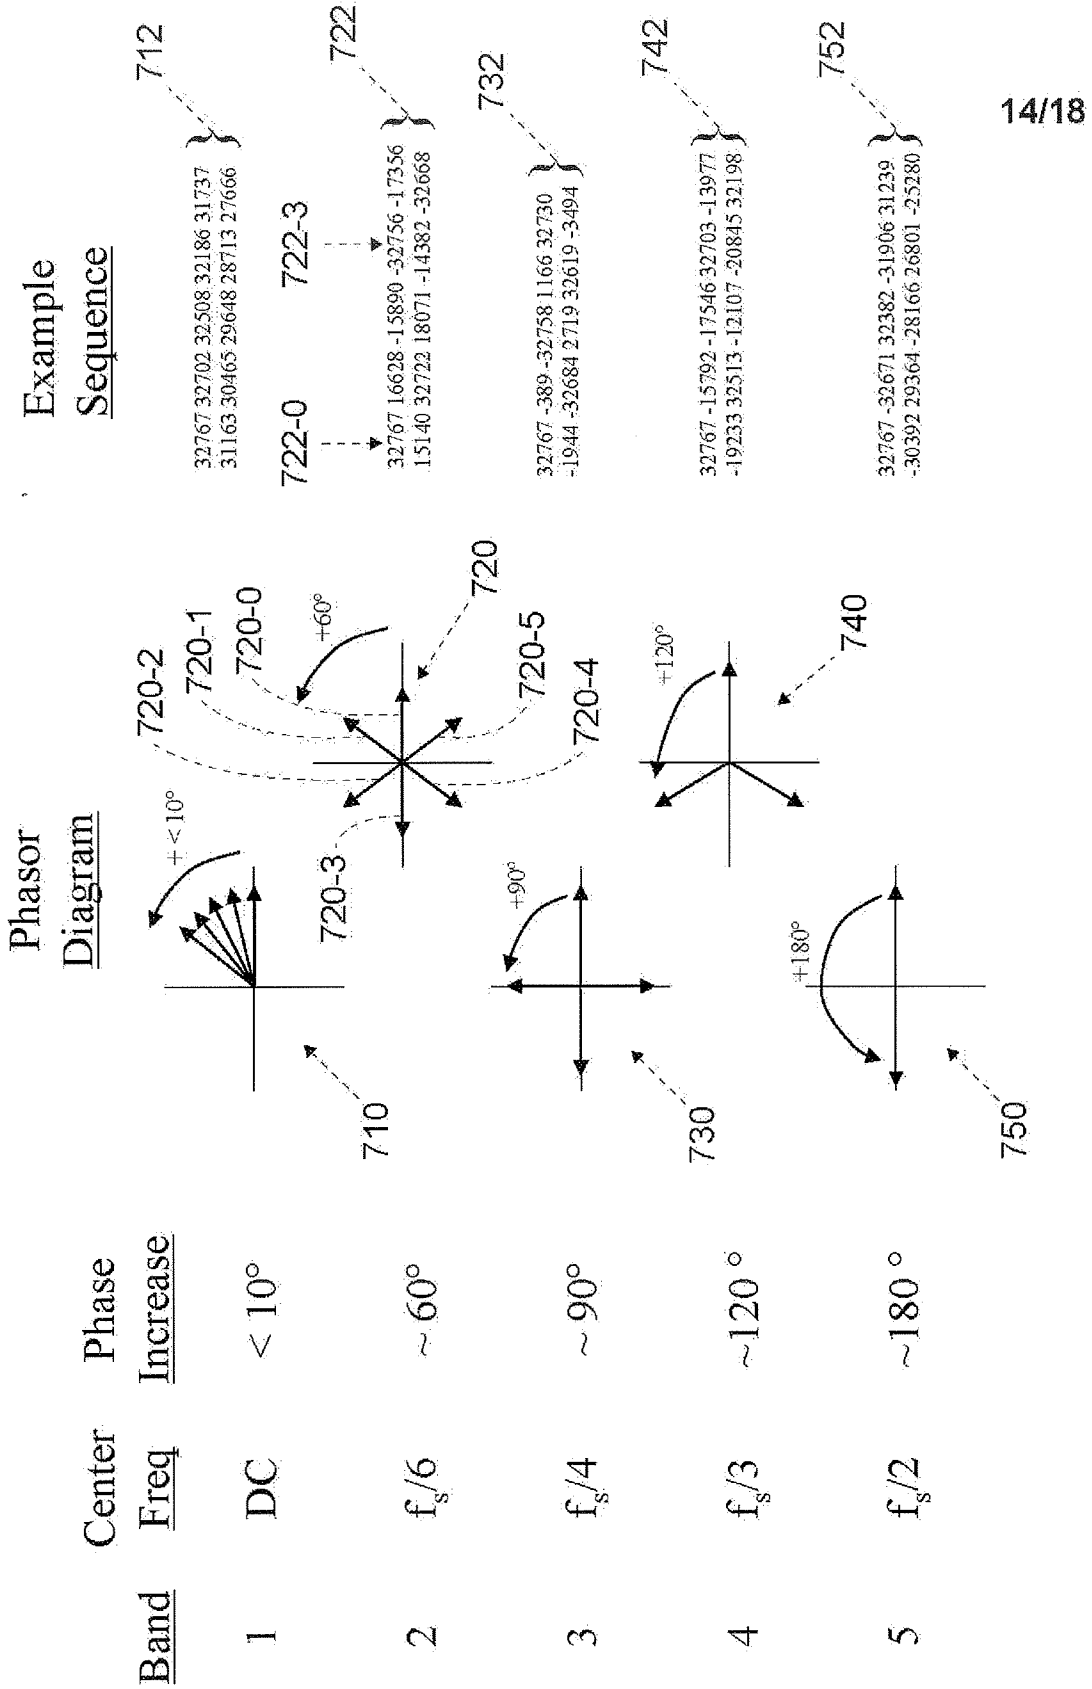 Band
Center
Freq
Phase
Increase
Phasor
Diagram
Example
Sequence
1
DC
< 10°
+ <10°
710
32767 32702 32508 32186 31737
31163 30465 29648 28713 27666
712
2
fs/6
~ 60°
720-3
720-2
720-1
720-0
+60°
720
720-5
720-4
722-0
722-3
32767 16628 -15890 -32756 -17356
15140 32722 18071 -14382 -32668
722
3
fs/4
~ 90°
+90°
730
32767 -389 -32758 1166 32730
-1944 -32684 2719 32619 -3494
732
4
fs/3
~120 °
+120°
740
32767 -15792 -17546 32703 -13977
-19233 32513 -12107 -20845 32198
742
5
fs/2
~180 °
+180°
750
32767 -32671 32382 -31906 31239
-30392 29364 -28166 26801 -25280
752
14/18